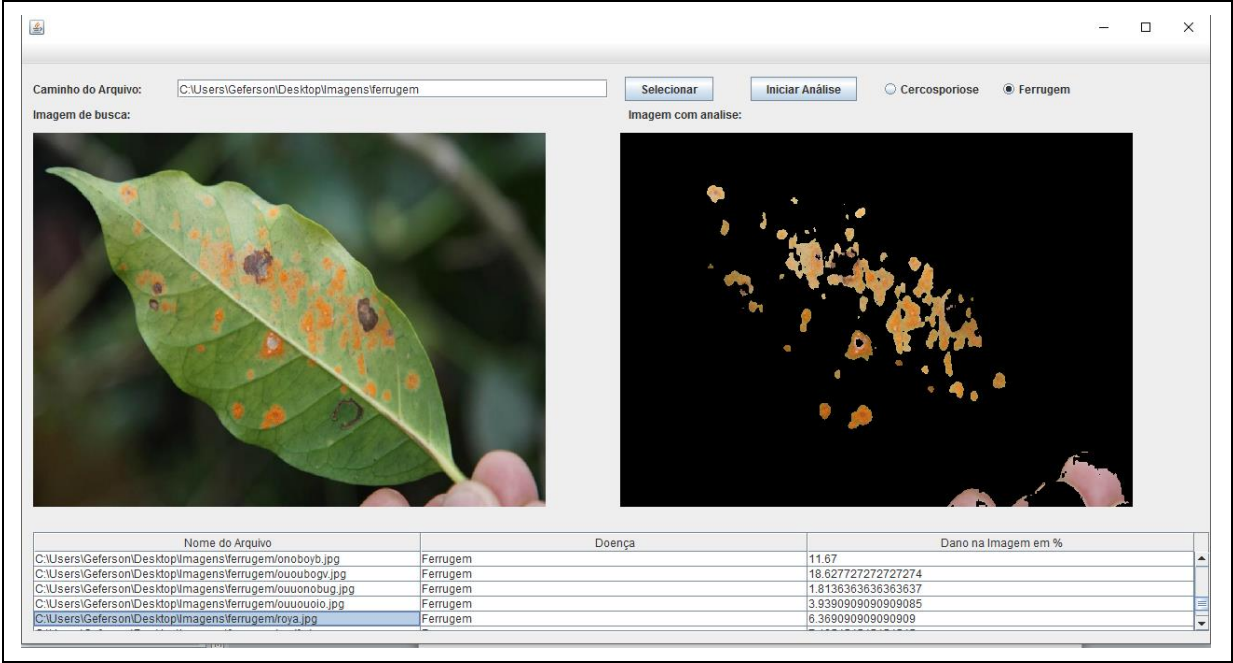 Caminho do Arquivo: C:\Users\Geferson\Desktop\Imagens\ferrugem Selecionar Iniciar Análise Cercosporiose Ferrugem
Imagem de busca: Imagem com analise:
Nome do Arquivo Doença Dano na Imagem em %
C:\Users\Geferson\Desktop\Imagens\ferrugem/onoboyb.jpg Ferrugem 11.67
C:\Users\Geferson\Desktop\Imagens\ferrugem/ououbogv.jpg Ferrugem 18.627727272727274
C:\Users\Geferson\Desktop\Imagens\ferrugem/ouuonobug.jpg Ferrugem 1.8136363636363637
C:\Users\Geferson\Desktop\Imagens\ferrugem/ouuouoio.jpg Ferrugem 3.9390909090909085
C:\Users\Geferson\Desktop\Imagens\ferrugem/roya.jpg Ferrugem 6.369090909090909